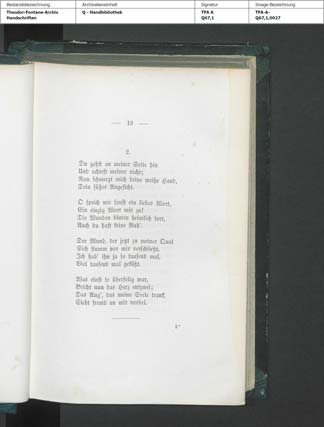 Bestandsbezeichnung Archivalieneinheit Signatur Image-Bezeichnung
Theodor-Fontane-Archiv Q - Handbibliothek TFA A TFA-A-
Handschriften Q67,1 Q67,1,0027
— 19 —
2.
Du gehst an meiner Seite hin
Und achtest meiner nicht;
Nun schmerzt mich deine weiße Hand,
Dein süßes Angesicht.
O sprich wie sonst ein liebes Wort,
Ein einzig Wort mir zu!
Die Wunden bluten heimlich fort,
Auch du hast keine Ruh'.
Der Mund, der jetzt zu meiner Qual
Sich stumm vor mir verschließt,
Ich hab' ihn ja so tausend mal,
Viel tausend mal geküßt.
Was einst so überselig war,
Bricht nun das Herz entzwei;
Das Aug', das meine Seele trank,
Sieht fremd an mir vorbei.